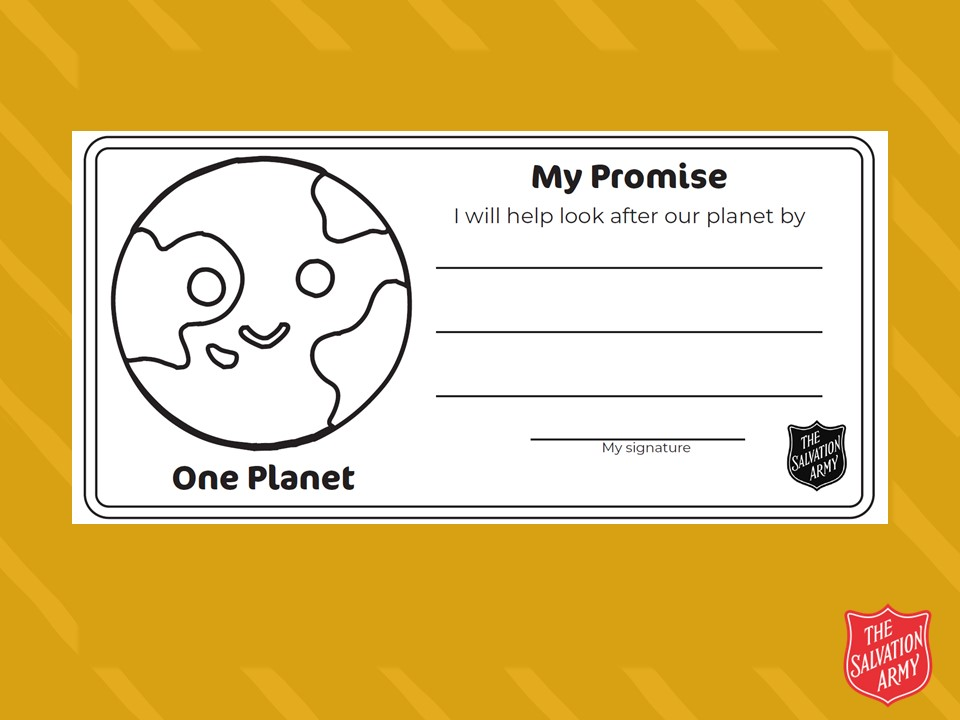 My Promise
I will help look after our planet by
My signature
THE
SALVATION
ARMY
One Planet
THE
SALVATION
ARMY